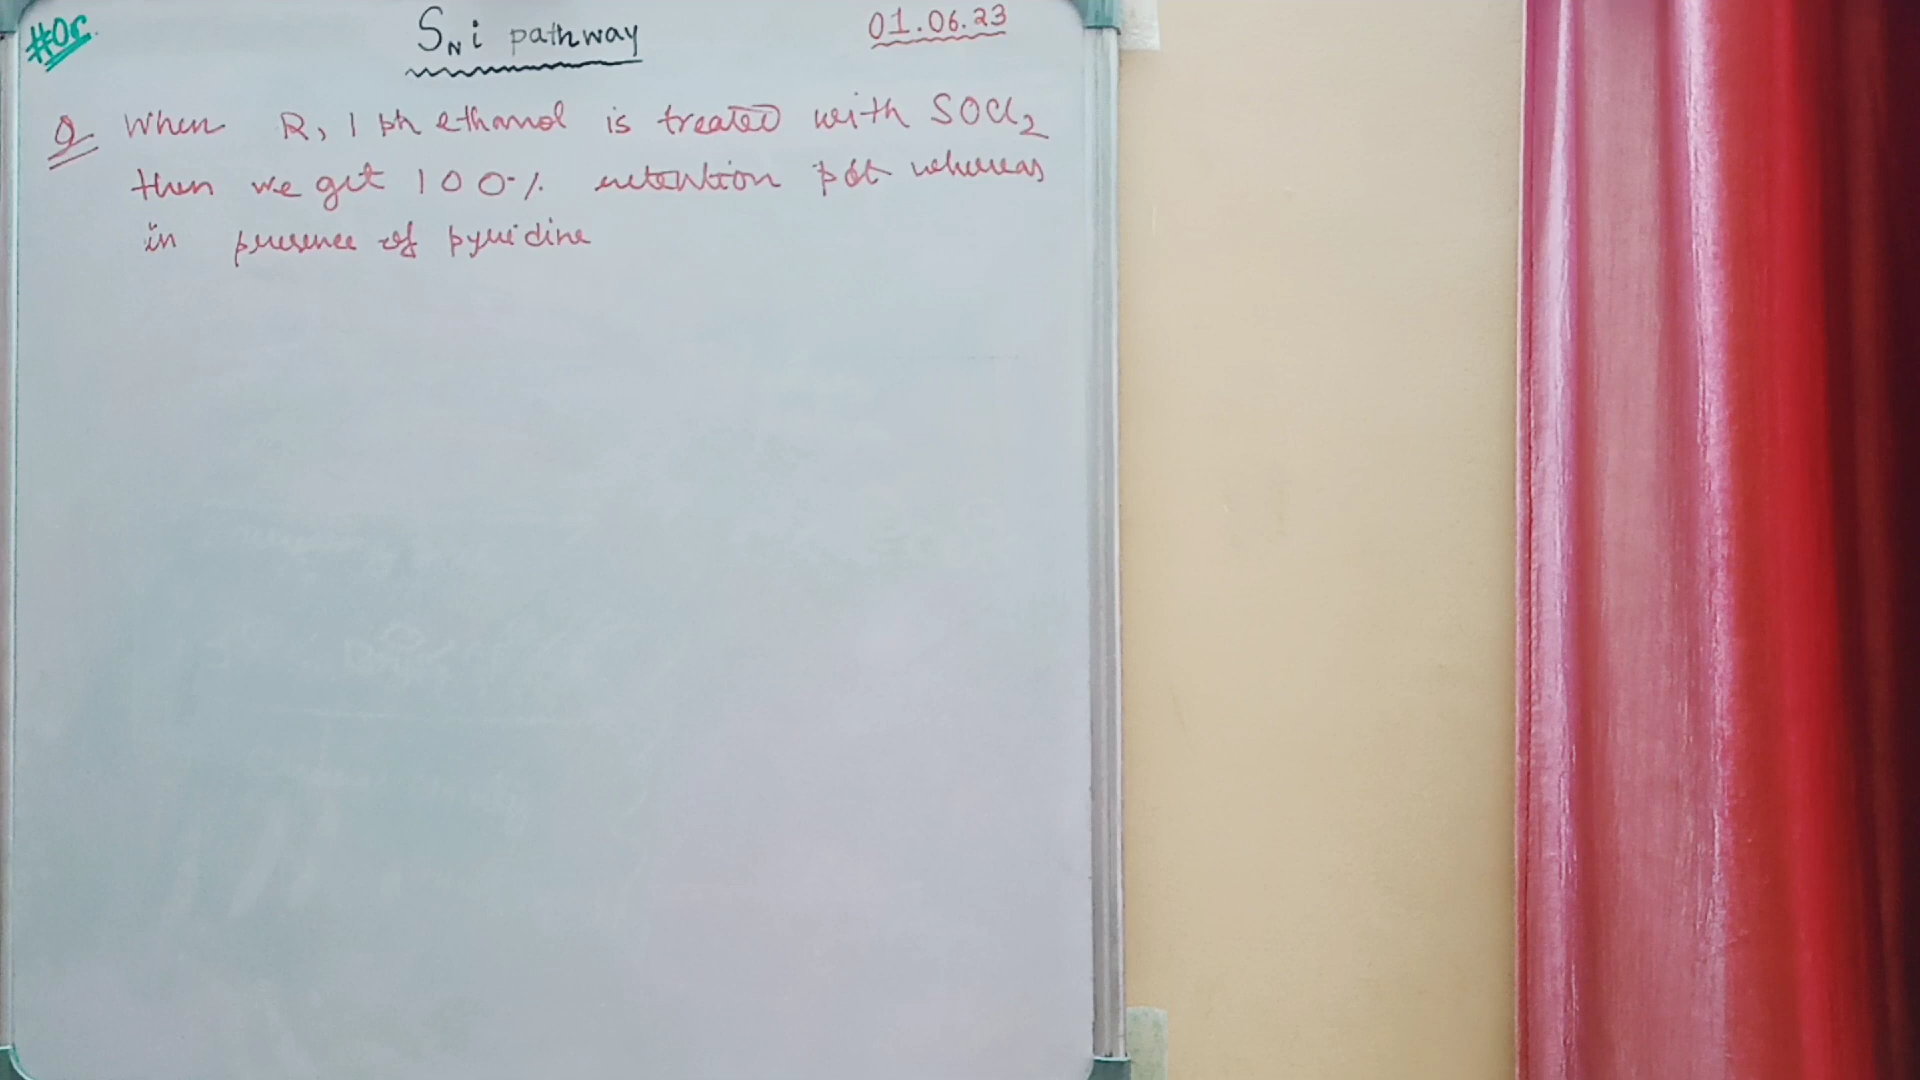 #Or
SNi pathway
01.06.23
Q When R, 1 ph ethanol is treated with SOCl2
then we get 100% retention pdt whereas
in presence of pyridine